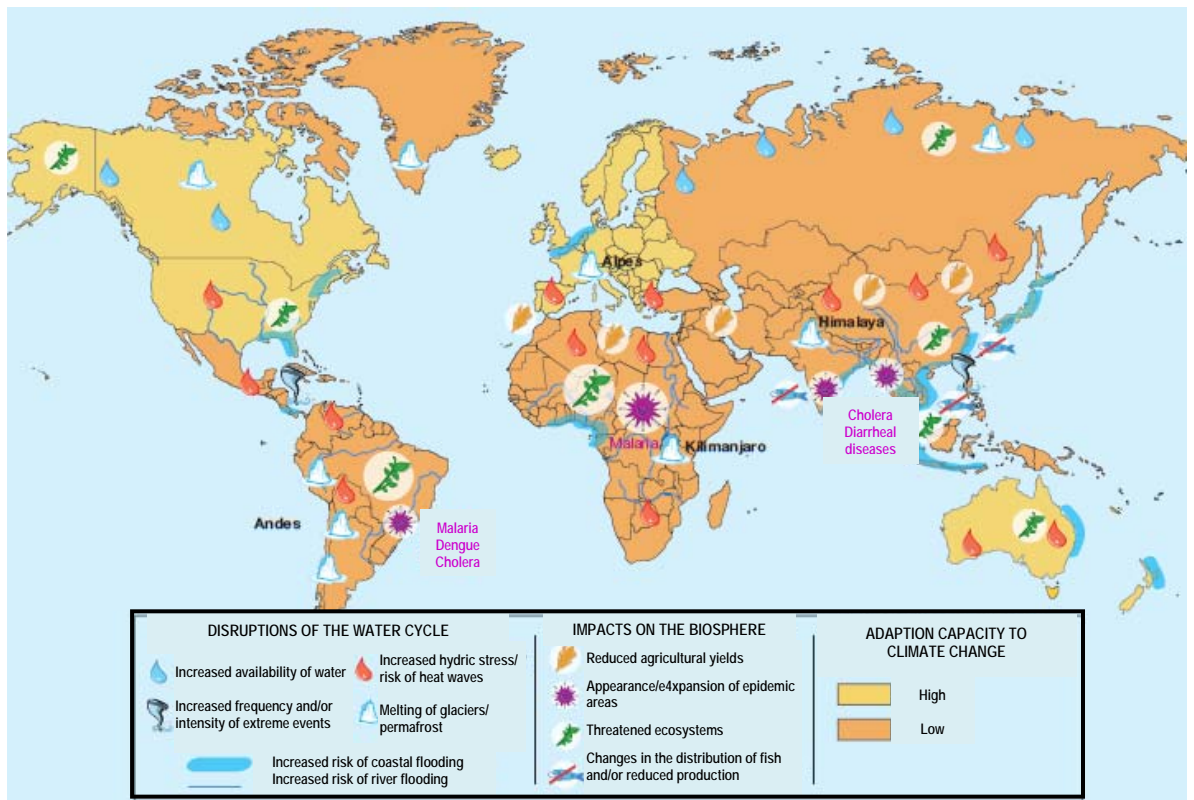 Alpes
Himalaya
Cholera
Diarrheal
diseases
Malaria
Kilimanjaro
Andes
Malaria
Dengue
Cholera
DISRUPTIONS OF THE WATER CYCLE
Increased availability of water
Increased hydric stress/
risk of heat waves
Increased frequency and/or
intensity of extreme events
Melting of glaciers/
permafrost
Increased risk of coastal flooding
Increased risk of river flooding
IMPACTS ON THE BIOSPHERE
Reduced agricultural yields
Appearance/e4xpansion of epidemic
areas
Threatened ecosystems
Changes in the distribution of fish
and/or reduced production
ADAPTION CAPACITY TO
CLIMATE CHANGE
High
Low